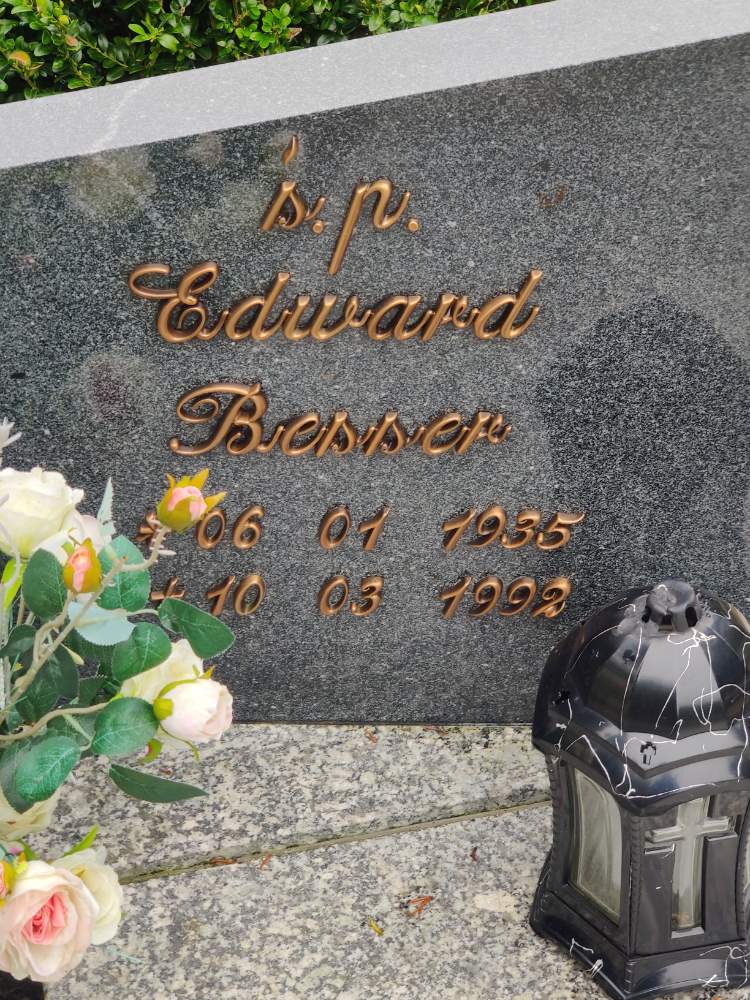 ś. p.
Edward
Besser
* 06 01 1935
+ 10 03 1992